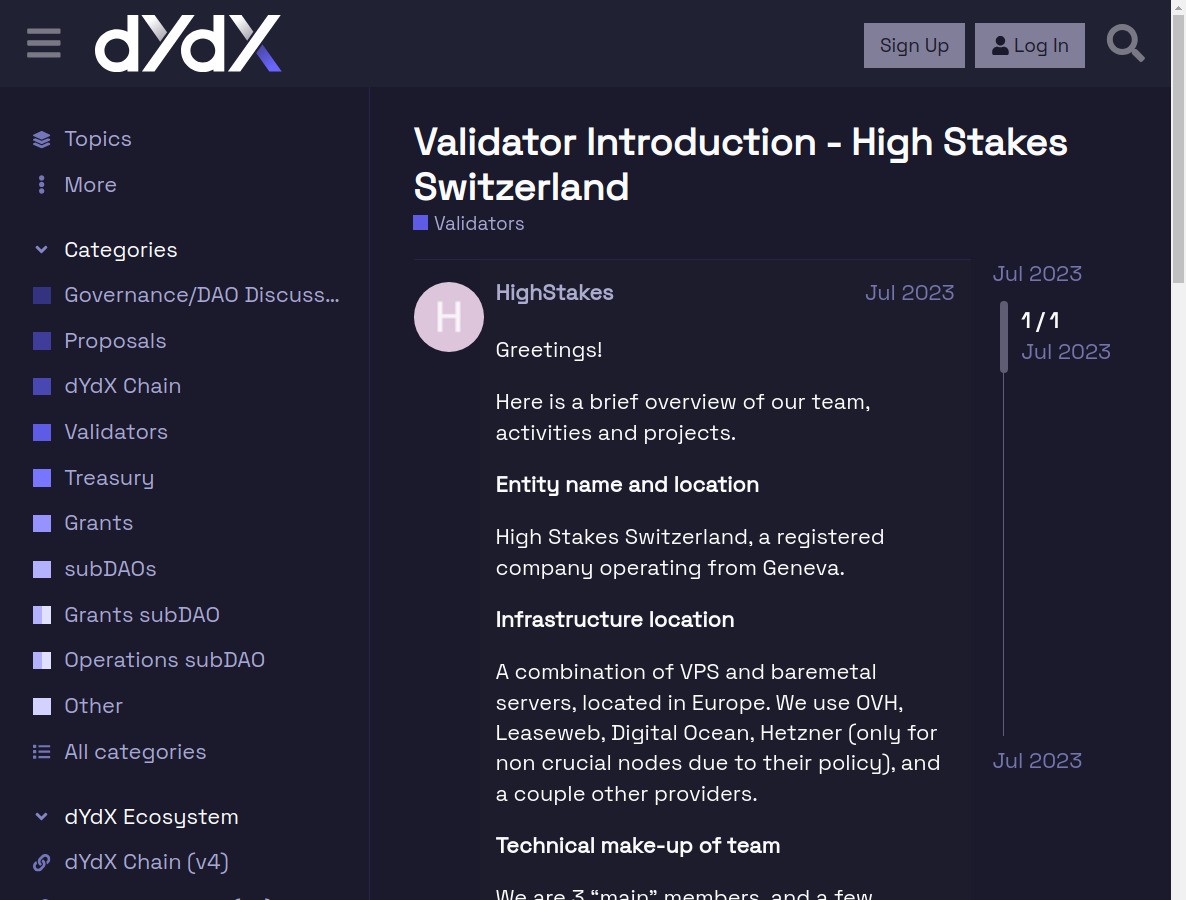 dYdX
Sign Up
Log In
Topics
More
Categories
Governance/DAO Discuss...
Proposals
dYdX Chain
Validators
Treasury
Grants
subDAOs
Grants subDAO
Operations subDAO
Other
All categories
dYdX Ecosystem
dYdX Chain (v4)
Validator Introduction - High Stakes
Switzerland
Validators
H
HighStakes
Jul 2023
Greetings!
Here is a brief overview of our team,
activities and projects.
Entity name and location
High Stakes Switzerland, a registered
company operating from Geneva.
Infrastructure location
A combination of VPS and baremetal
servers, located in Europe. We use OVH,
Leaseweb, Digital Ocean, Hetzner (only for
non crucial nodes due to their policy), and
a couple other providers.
Technical make-up of team
We are 3 “main” members, and a few
Jul 2023
1 / 1
Jul 2023
Jul 2023